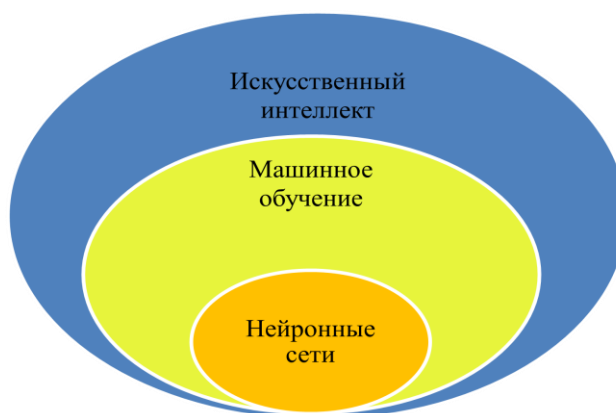 Искусственный
интеллект
Машинное
обучение
Нейронные
сети